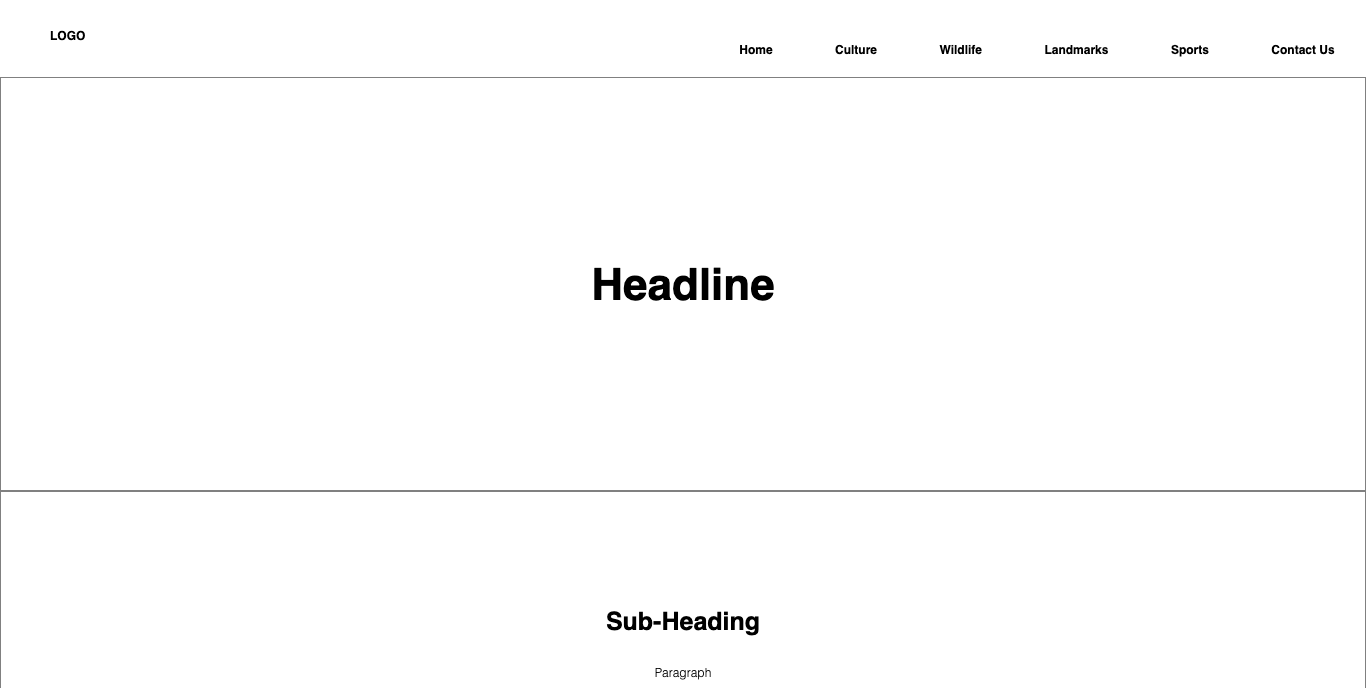 LOGO
Home Culture Wildlife Landmarks Sports Contact Us
Headline
Sub-Heading
Paragraph